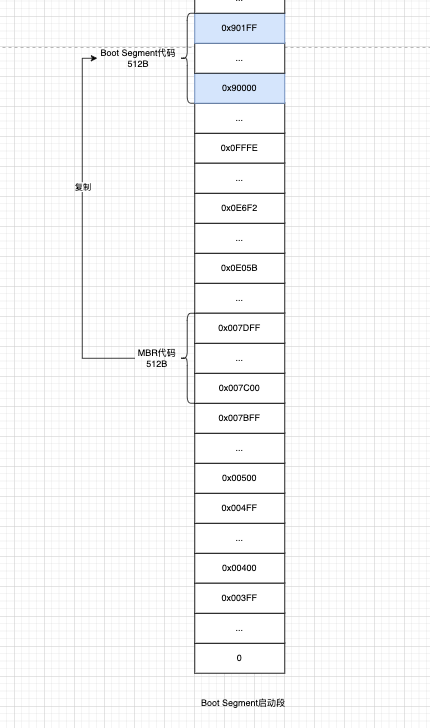 ...
0x901FF
Boot Segment代码
512B
...
0x90000
...
0x0FFFE
...
复制
0x0E6F2
...
0x0E05B
...
0x007DFF
MBR代码
512B
...
0x007C00
0x007BFF
...
0x00500
0x004FF
...
0x00400
0x003FF
...
0
Boot Segment启动段